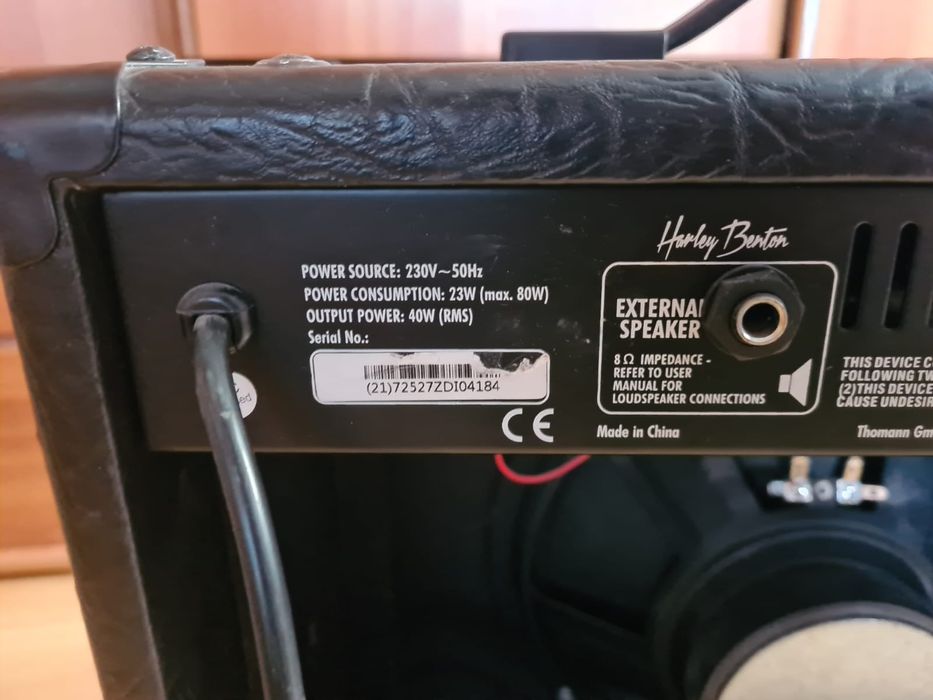 Harley Benton
POWER SOURCE: 230V~50Hz
POWER CONSUMPTION: 23W (max. 80W)
OUTPUT POWER: 40W (RMS)
Serial No.:
(21)72527ZDI04184
EXTERNAL
SPEAKER
8 Ω IMPEDANCE -
REFER TO USER
MANUAL FOR
LOUDSPEAKER CONNECTIONS
Made in China
THIS DEVICE C
FOLLOWING TW
(2)THIS DEVICE
CAUSE UNDESIR
Thomann Gm
CE